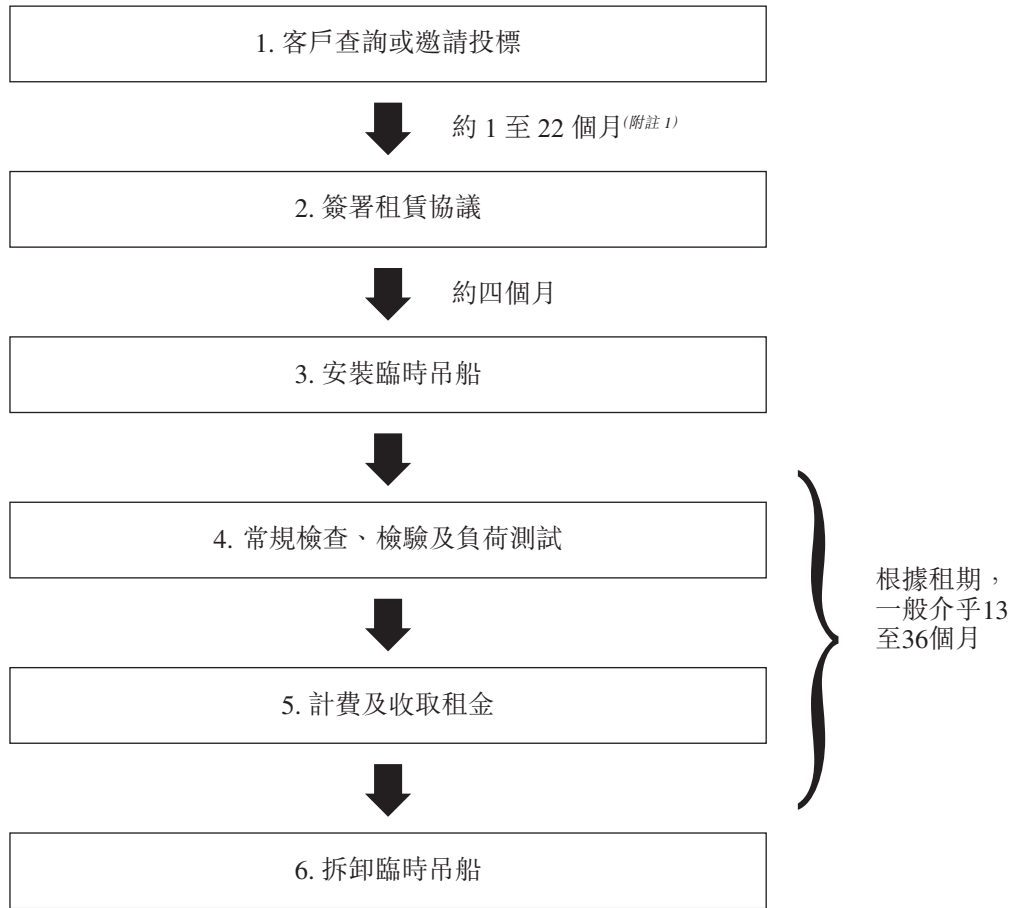 1. 客戶查詢或邀請投標
約 1 至 22 個月(附註 1)
2. 簽署租賃協議
約四個月
3. 安裝臨時吊船
4. 常規檢查、檢驗及負荷測試
根據租期，
一般介乎13
至36個月
5. 計費及收取租金
6. 拆卸臨時吊船